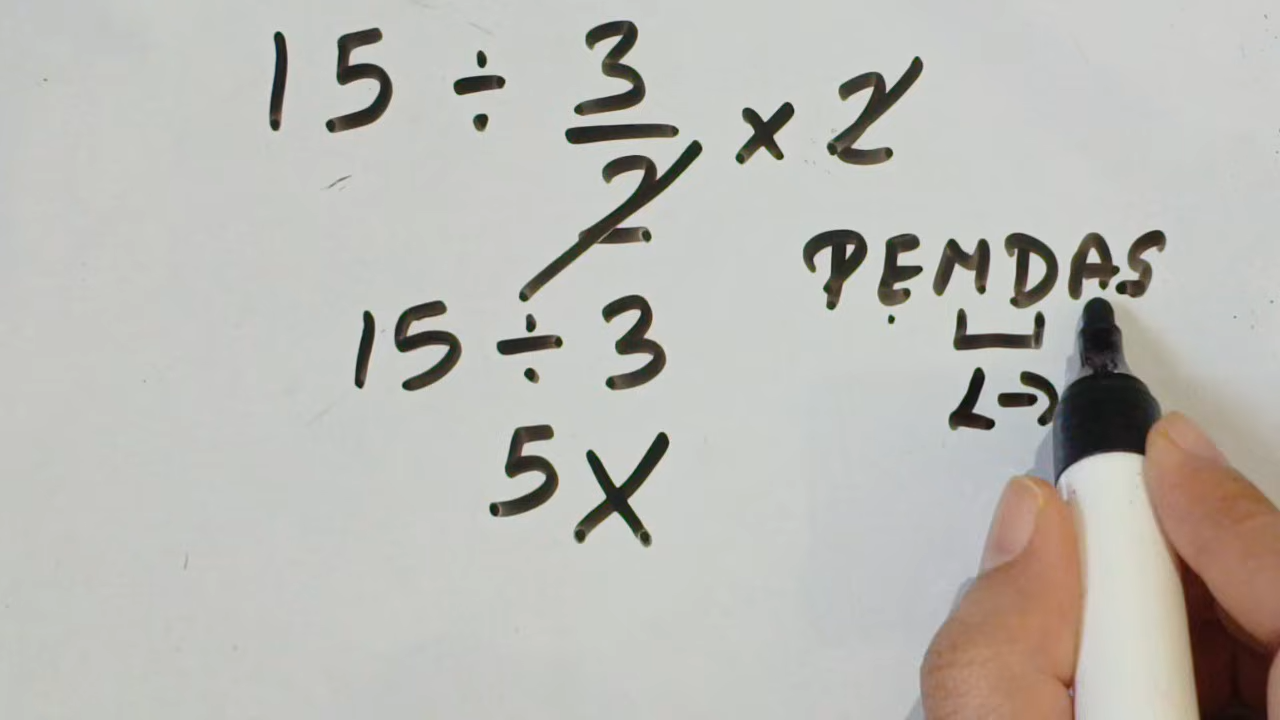 15 ÷ 3/2 × 2
PEMDAS
15 ÷ 3
L→
5 X